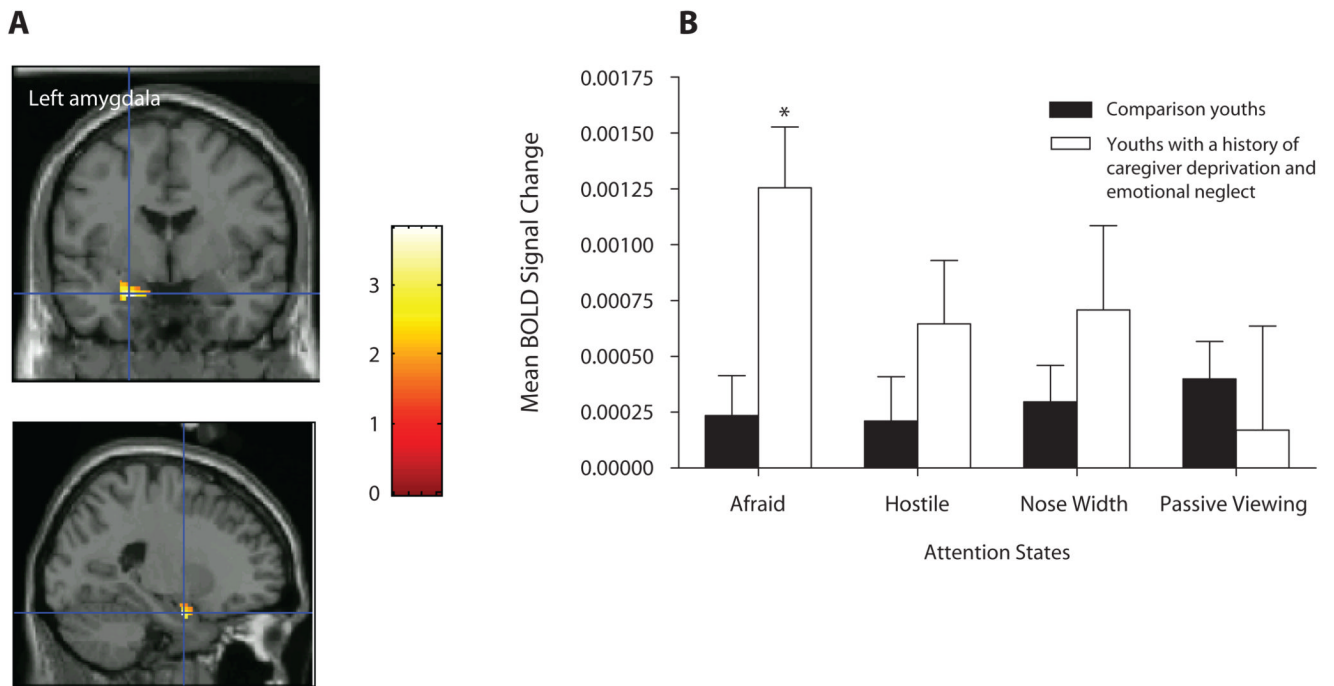 A
Left amygdala
3
2
1
0
B
Mean BOLD Signal Change
0.00175
0.00150
0.00125
0.00100
0.00075
0.00050
0.00025
0.00000
*
Comparison youths
Youths with a history of
caregiver deprivation and
emotional neglect
Afraid
Hostile
Nose Width
Passive Viewing
Attention States